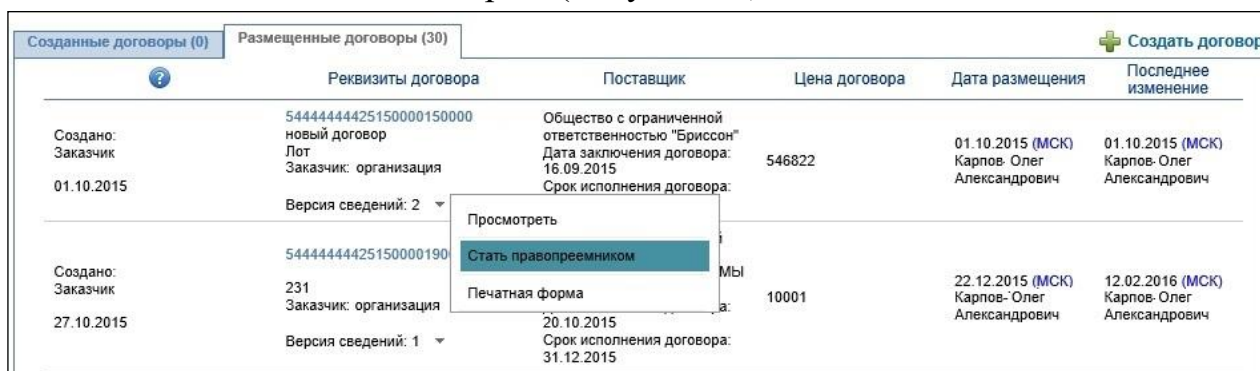 Созданные договоры (0)
Размещенные договоры (30)
Создать договор
Реквизиты договора
Поставщик
Цена договора
Дата размещения
Последнее
изменение
Создано:
Заказчик
01.10.2015
54444444425150000150000
новый договор
Лот
Заказчик: организация
Версия сведений: 2
Общество с ограниченной
ответственностью "Бриссон"
Дата заключения договора:
16.09.2015
Срок исполнения договора:
546822
01.10.2015 (МСК)
Карпов Олег
Александрович
01.10.2015 (МСК)
Карпов Олег
Александрович
Просмотреть
Стать правопреемником
Печатная форма
Создано:
Заказчик
27.10.2015
231
Заказчик: организация
Версия сведений: 1
20.10.2015
Срок исполнения договора:
31.12.2015
10001
22.12.2015 (МСК)
Карпов Олег
Александрович
12.02.2016 (МСК)
Карпов Олег
Александрович